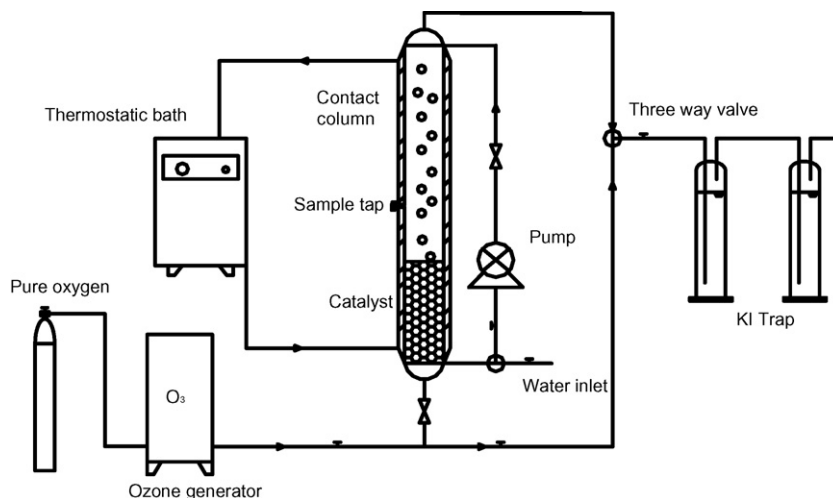 Thermostatic bath
Contact
column
Three way valve
Sample tap
Pump
Pure oxygen
Catalyst
KI Trap
Water inlet
O₃
Ozone generator